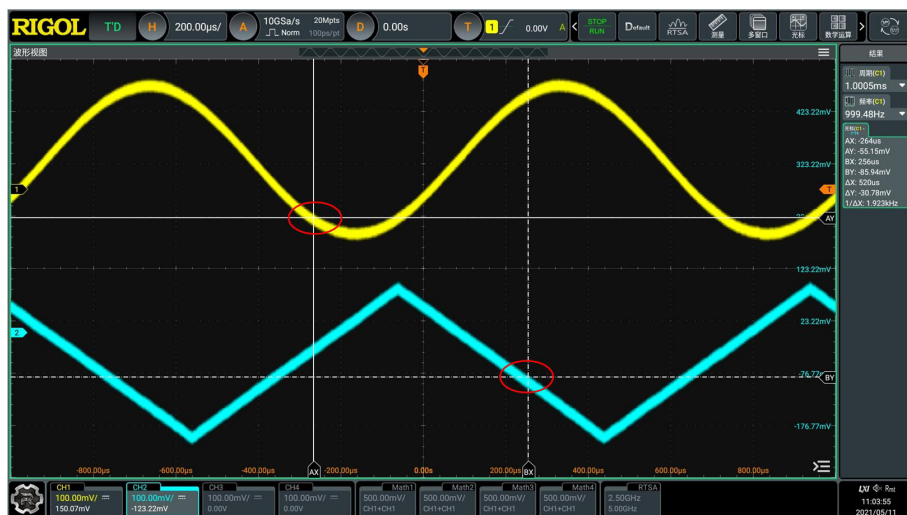 RIGOL T'D H 200.00µs/ A 10GSa/s 20Mpts D 0.00s T 1 0.00V A < STOP Default RTSA 测量 多窗口 光标 数学运算 >
Norm 100ps/pt RUN
波形视图
结果
T
周期(C1)
1.0005ms
频率(C1)
999.48Hz
AX: -264us
AY: -55.15mV
BX: 256us
BY: -85.94mV
ΔX: 520us
ΔY: -30.78mV
1/ΔX: 1.923kHz
423.22mV
323.22mV
1
T
AY
123.22mV
23.22mV
2
-76.77mV
BY
-176.77mV
-800.00µs -600.00µs -400.00µs AX -200.00µs 0.00s 200.00µs BX 400.00µs 600.00µs 800.00µs
CH1 CH2 CH3 CH4 Math1 Math2 Math3 Math4 RTSA
100.00mV/ 100.00mV/ 100.00mV/ 100.00mV/ 500.00mV/ 500.00mV/ 500.00mV/ 500.00mV/ 2.50GHz
150.07mV -123.22mV 0.00V 0.00V CH1+CH1 CH1+CH1 CH1+CH1 CH1+CH1 5.00GHz
LXI Rmt
11:03:55
2021/05/11